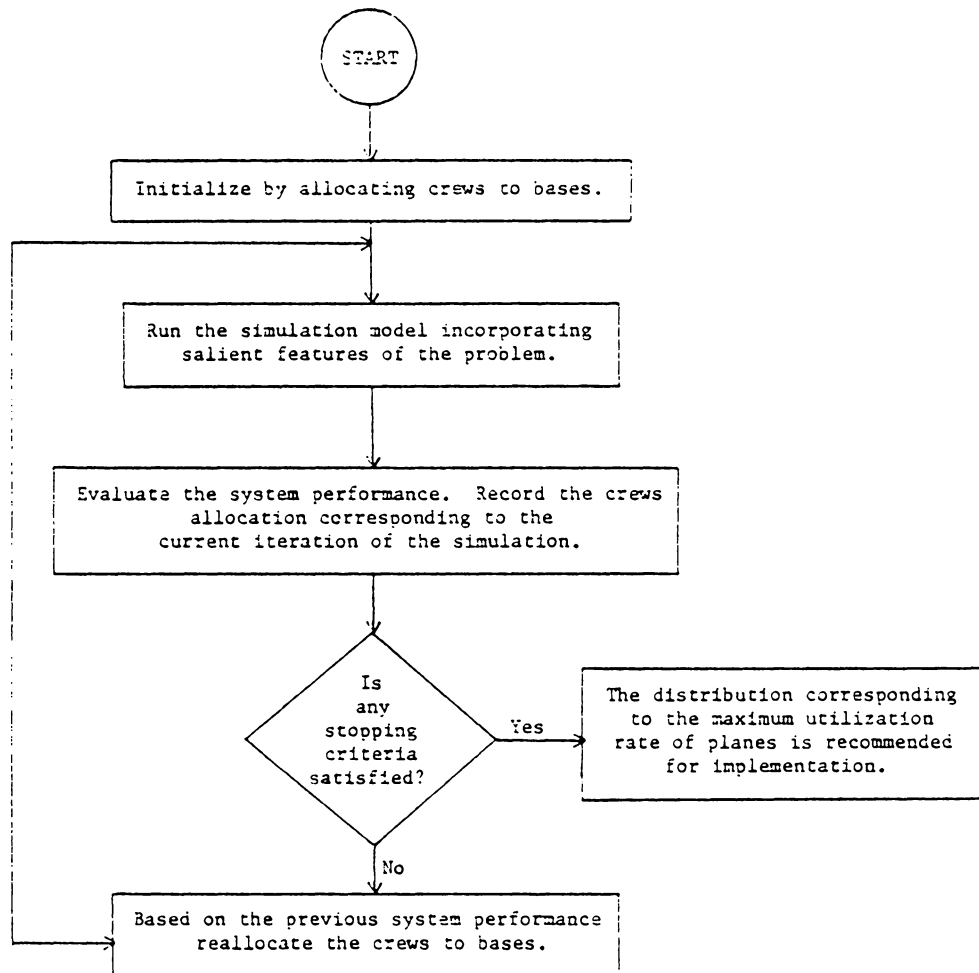 START
Initialize by allocating crews to bases.
Run the simulation model incorporating
salient features of the problem.
Evaluate the system performance. Record the crews
allocation corresponding to the
current iteration of the simulation.
Is
any
stopping
criteria
satisfied?
Yes
The distribution corresponding
to the maximum utilization
rate of planes is recommended
for implementation.
No
Based on the previous system performance
reallocate the crews to bases.